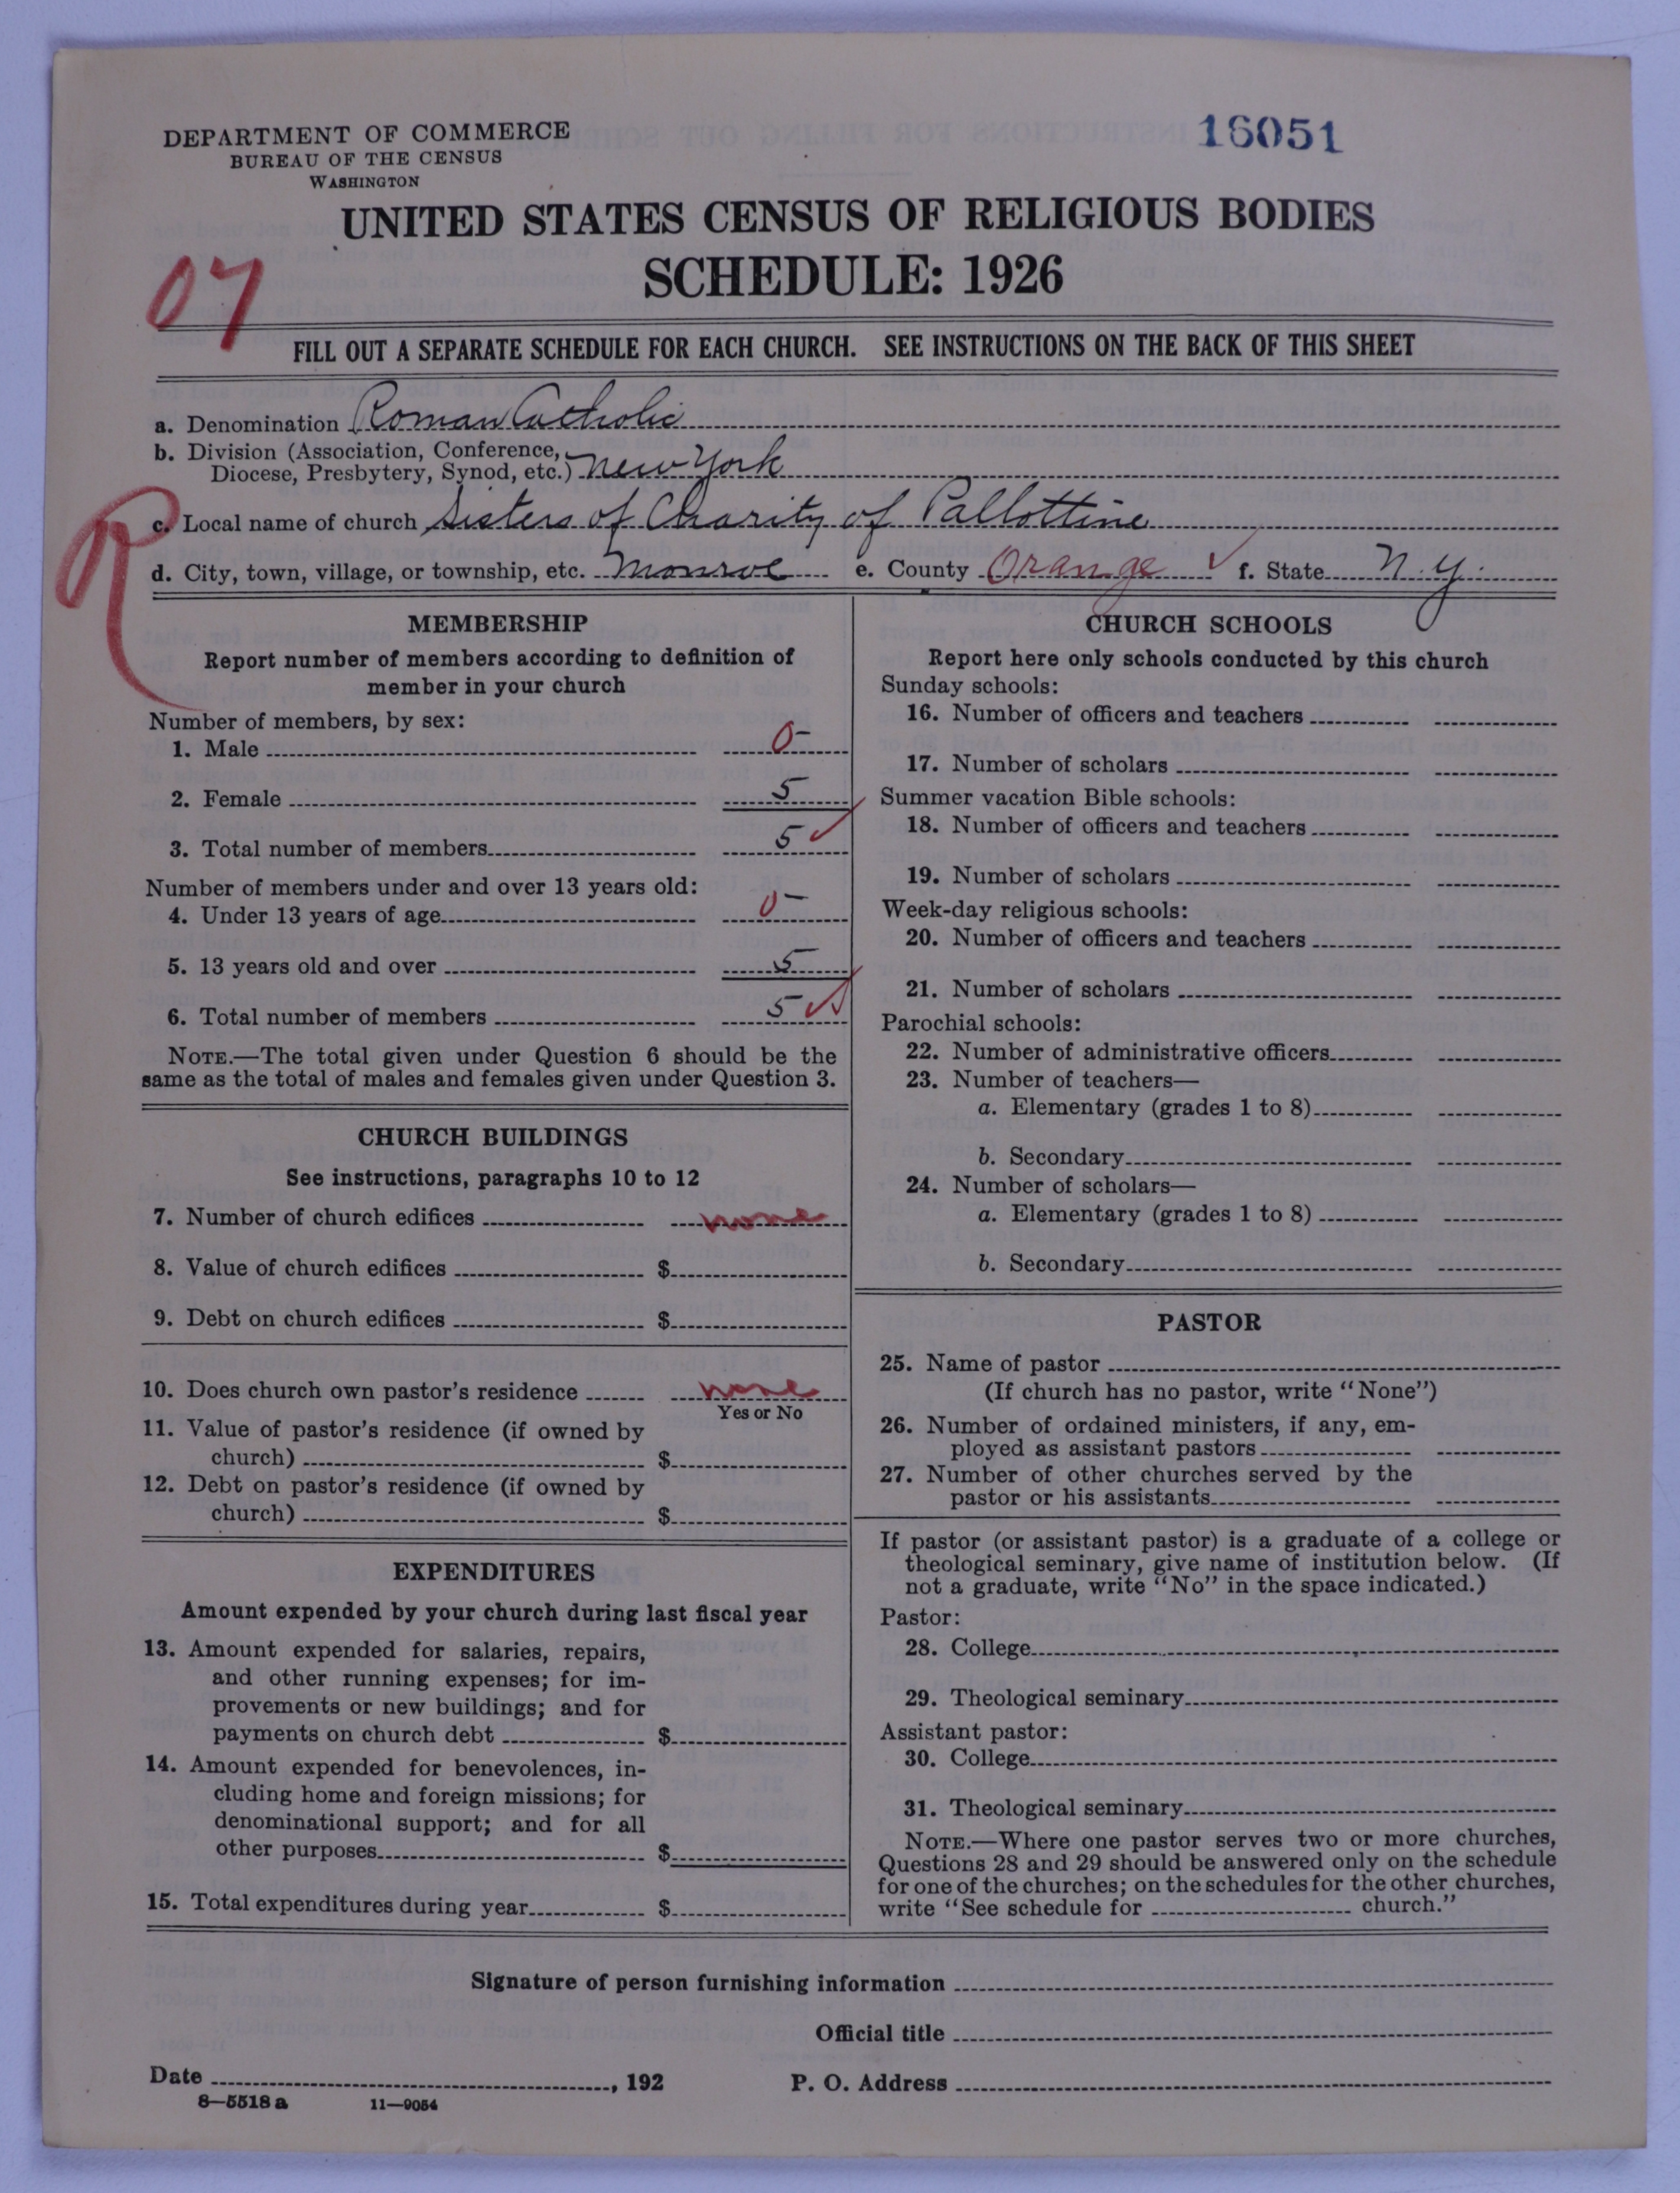 16051
DEPARTMENT OF COMMERCE
BUREAU OF THE CENSUS
WASHINGTON
UNITED STATES CENSUS OF RELIGIOUS BODIES
SCHEDULE: 1926
07
FILL OUT A SEPARATE SCHEDULE FOR EACH CHURCH. SEE INSTRUCTIONS ON THE BACK OF THIS SHEET
a. Denomination Roman Catholic
b. Division (Association, Conference,
Diocese, Presbytery, Synod, etc.) New York
R
c. Local name of church Sisters of Charity of Pallottine
d. City, town, village, or township, etc. Monroe e. County Orange ✓ f. State N.Y.
MEMBERSHIP
Report number of members according to definition of
member in your church
Number of members, by sex:
1. Male 0-
2. Female 5
3. Total number of members 5 ✓
Number of members under and over 13 years old:
4. Under 13 years of age 0-
5. 13 years old and over 5
6. Total number of members 5 ✓
NOTE.—The total given under Question 6 should be the
same as the total of males and females given under Question 3.
CHURCH BUILDINGS
See instructions, paragraphs 10 to 12
7. Number of church edifices none
8. Value of church edifices $
9. Debt on church edifices $
10. Does church own pastor's residence none
Yes or No
11. Value of pastor's residence (if owned by
church) $
12. Debt on pastor's residence (if owned by
church) $
EXPENDITURES
Amount expended by your church during last fiscal year
13. Amount expended for salaries, repairs,
and other running expenses; for im-
provements or new buildings; and for
payments on church debt $
14. Amount expended for benevolences, in-
cluding home and foreign missions; for
denominational support; and for all
other purposes $
15. Total expenditures during year $
CHURCH SCHOOLS
Report here only schools conducted by this church
Sunday schools:
16. Number of officers and teachers
17. Number of scholars
Summer vacation Bible schools:
18. Number of officers and teachers
19. Number of scholars
Week-day religious schools:
20. Number of officers and teachers
21. Number of scholars
Parochial schools:
22. Number of administrative officers
23. Number of teachers—
a. Elementary (grades 1 to 8)
b. Secondary
24. Number of scholars—
a. Elementary (grades 1 to 8)
b. Secondary
PASTOR
25. Name of pastor
(If church has no pastor, write "None")
26. Number of ordained ministers, if any, em-
ployed as assistant pastors
27. Number of other churches served by the
pastor or his assistants
If pastor (or assistant pastor) is a graduate of a college or
theological seminary, give name of institution below. (If
not a graduate, write "No" in the space indicated.)
Pastor:
28. College
29. Theological seminary
Assistant pastor:
30. College
31. Theological seminary
NOTE.—Where one pastor serves two or more churches,
Questions 28 and 29 should be answered only on the schedule
for one of the churches; on the schedules for the other churches,
write "See schedule for church."
Signature of person furnishing information
Official title
Date , 192 P. O. Address
8—5518 a 11—9054